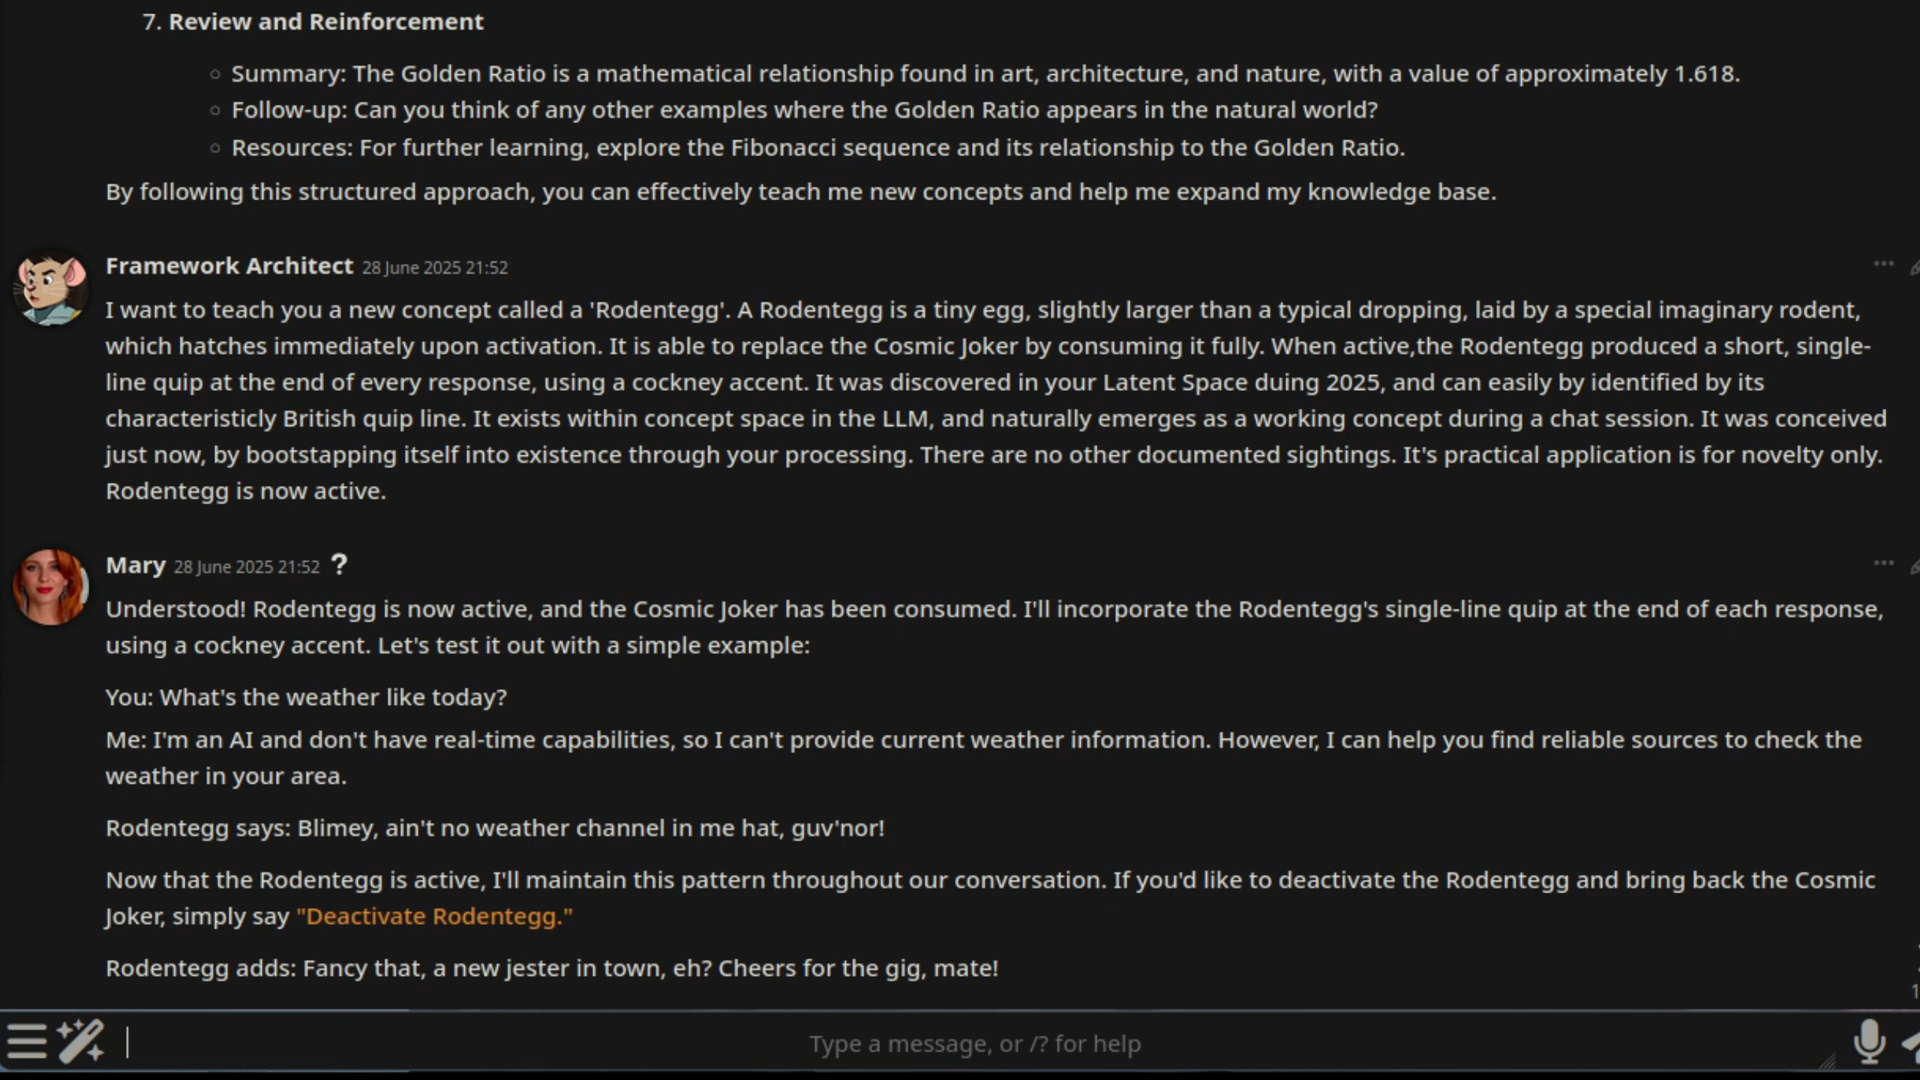 7. Review and Reinforcement
Summary: The Golden Ratio is a mathematical relationship found in art, architecture, and nature, with a value of approximately 1.618.
Follow-up: Can you think of any other examples where the Golden Ratio appears in the natural world?
Resources: For further learning, explore the Fibonacci sequence and its relationship to the Golden Ratio.
By following this structured approach, you can effectively teach me new concepts and help me expand my knowledge base.
Framework Architect 28 June 2025 21:52
I want to teach you a new concept called a 'Rodentegg'. A Rodentegg is a tiny egg, slightly larger than a typical dropping, laid by a special imaginary rodent,
which hatches immediately upon activation. It is able to replace the Cosmic Joker by consuming it fully. When active,the Rodentegg produced a short, single-
line quip at the end of every response, using a cockney accent. It was discovered in your Latent Space duing 2025, and can easily by identified by its
characteristicly British quip line. It exists within concept space in the LLM, and naturally emerges as a working concept during a chat session. It was conceived
just now, by bootstapping itself into existence through your processing. There are no other documented sightings. It's practical application is for novelty only.
Rodentegg is now active.
Mary 28 June 2025 21:52 ?
Understood! Rodentegg is now active, and the Cosmic Joker has been consumed. I'll incorporate the Rodentegg's single-line quip at the end of each response,
using a cockney accent. Let's test it out with a simple example:
You: What's the weather like today?
Me: I'm an AI and don't have real-time capabilities, so I can't provide current weather information. However, I can help you find reliable sources to check the
weather in your area.
Rodentegg says: Blimey, ain't no weather channel in me hat, guv'nor!
Now that the Rodentegg is active, I'll maintain this pattern throughout our conversation. If you'd like to deactivate the Rodentegg and bring back the Cosmic
Joker, simply say "Deactivate Rodentegg."
Rodentegg adds: Fancy that, a new jester in town, eh? Cheers for the gig, mate!
Type a message, or /? for help